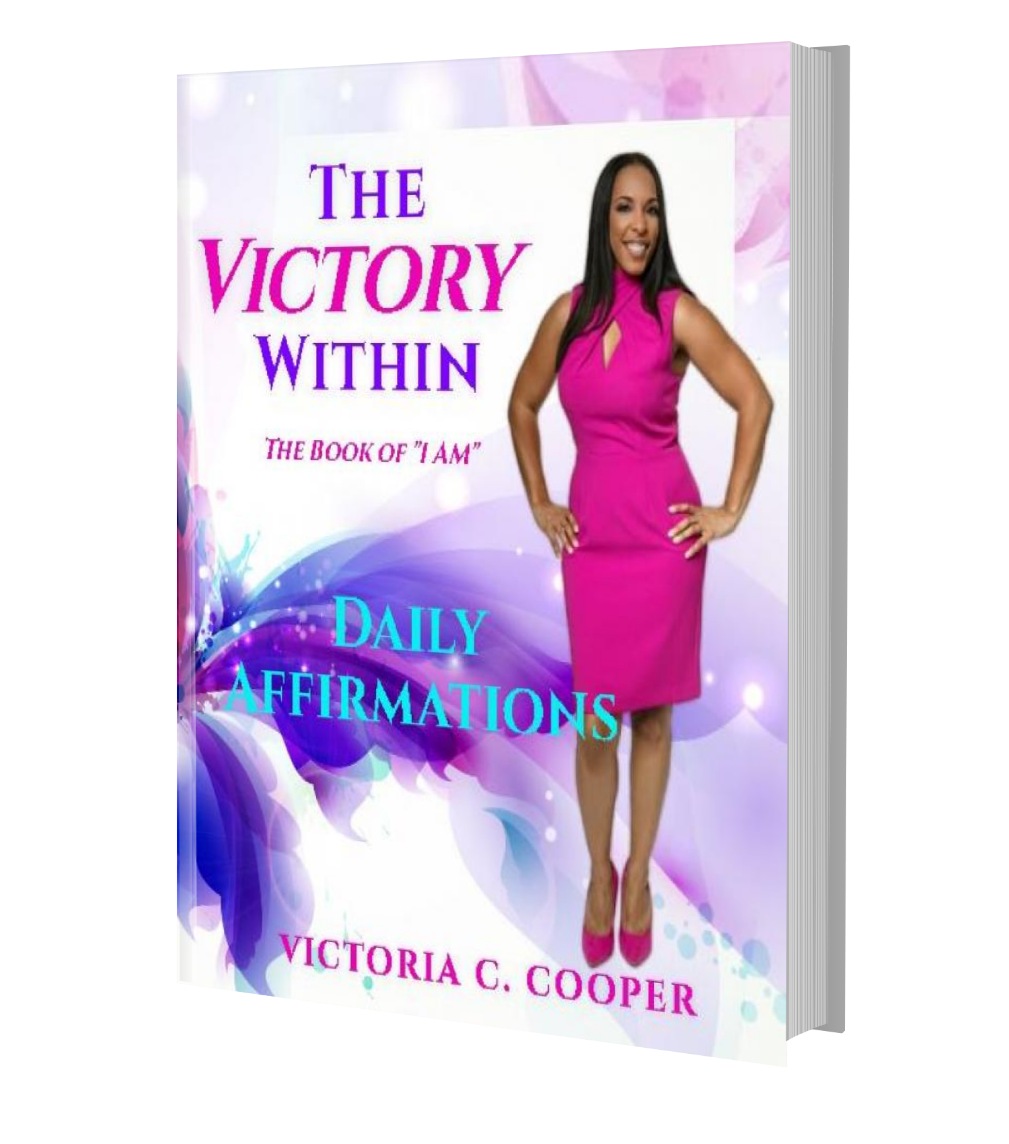 The
Victory
Within
The Book of "I Am"
Daily
Affirmations
Victoria C. Cooper